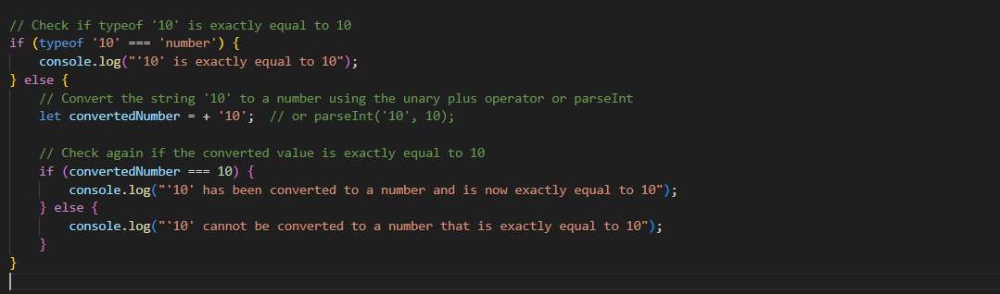 // Check if typeof '10' is exactly equal to 10
if (typeof '10' === 'number') {
    console.log("'10' is exactly equal to 10");
} else {
    // Convert the string '10' to a number using the unary plus operator or parseInt
    let convertedNumber = + '10';  // or parseInt('10', 10);

    // Check again if the converted value is exactly equal to 10
    if (convertedNumber === 10) {
        console.log("'10' has been converted to a number and is now exactly equal to 10");
    } else {
        console.log("'10' cannot be converted to a number that is exactly equal to 10");
    }
}